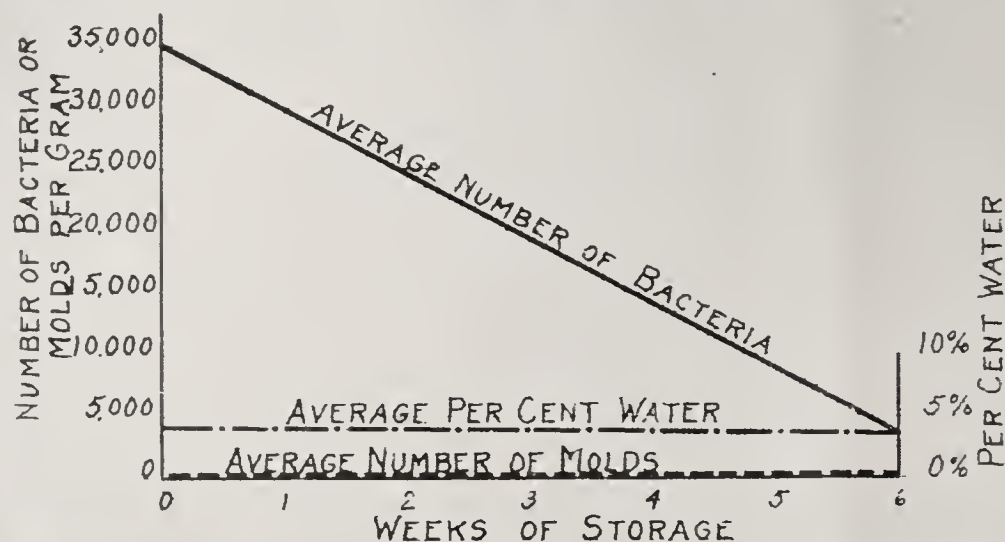 NUMBER OF BACTERIA OR
MOLDS PER GRAM
35,000
30,000
25,000
20,000
15,000
10.000
5,000
0
AVERAGE NUMBER OF BACTERIA
AVERAGE PER CENT WATER
AVERAGE NUMBER OF MOLDS
10%
5%
0%
PER CENT WATER
0 1 2 3 4 5 6
WEEKS OF STORAGE